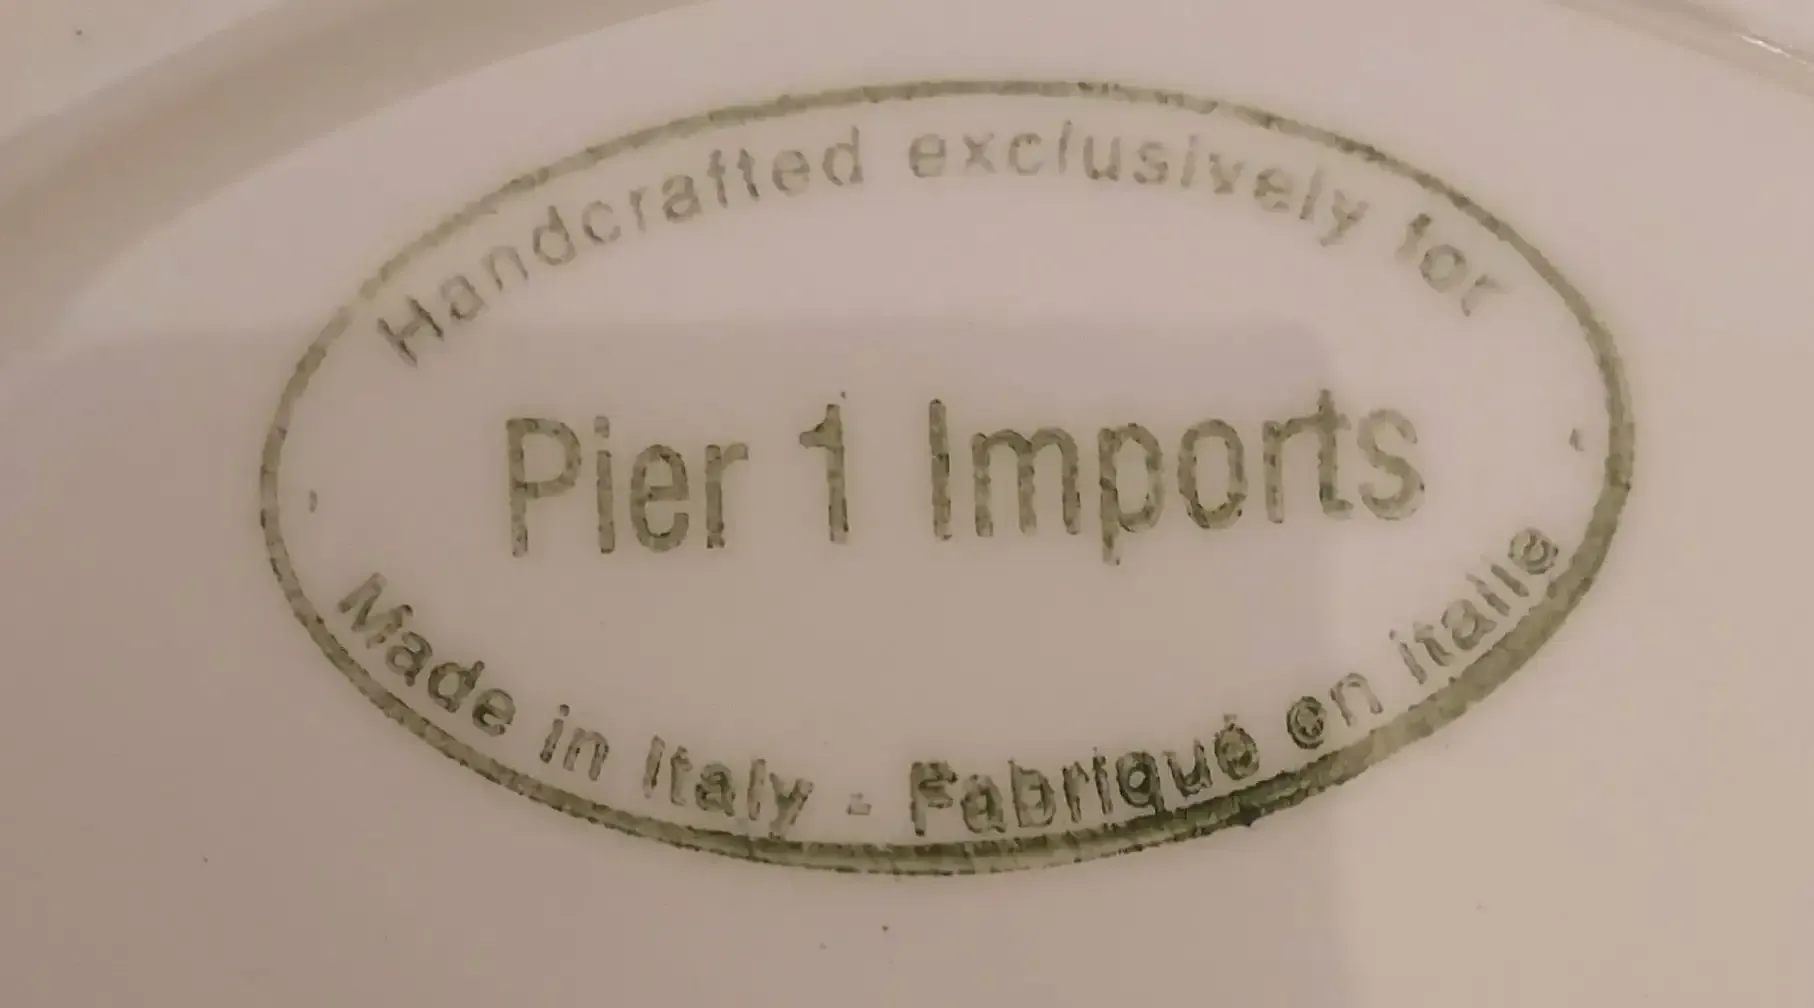 Handcrafted exclusively for
Pier 1 Imports
Made in Italy - Fabriqué en italie